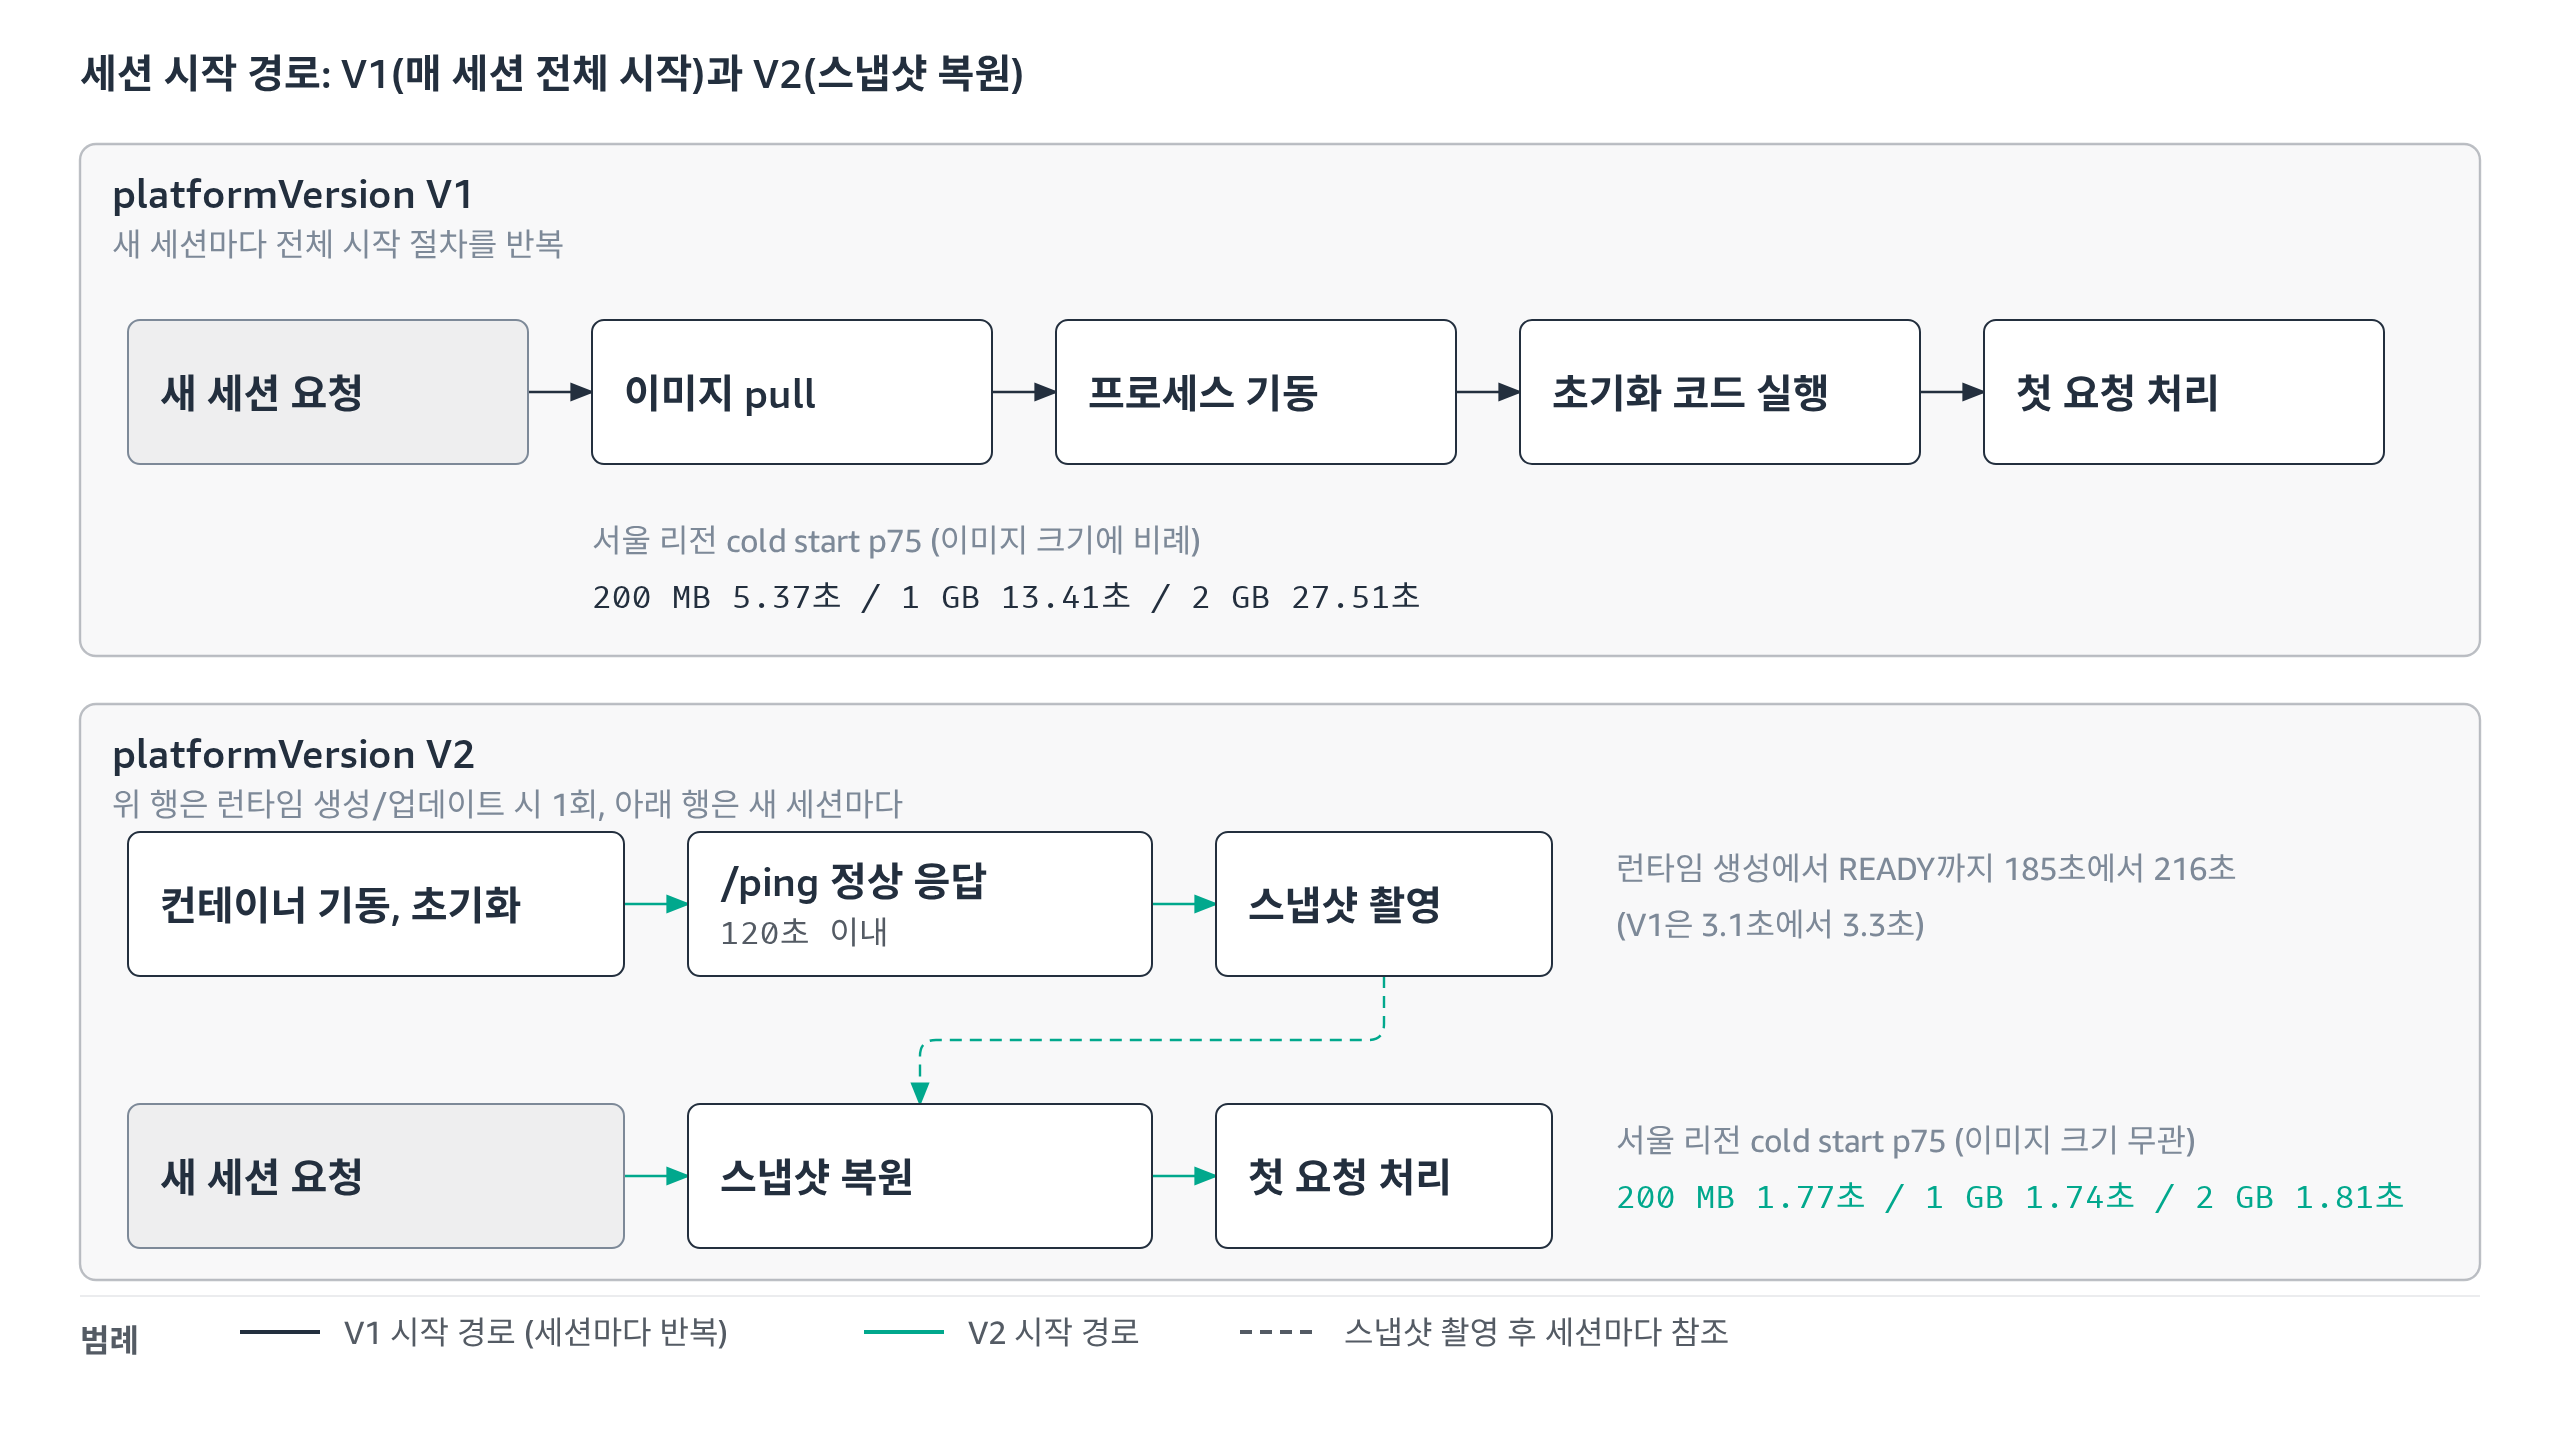 세션 시작 경로: V1(매 세션 전체 시작)과 V2(스냅샷 복원)
platformVersion V1
새 세션마다 전체 시작 절차를 반복
새 세션 요청
이미지 pull
프로세스 기동
초기화 코드 실행
첫 요청 처리
서울 리전 cold start p75 (이미지 크기에 비례)
200 MB 5.37초 / 1 GB 13.41초 / 2 GB 27.51초
platformVersion V2
위 행은 런타임 생성/업데이트 시 1회, 아래 행은 새 세션마다
컨테이너 기동, 초기화
/ping 정상 응답
120초 이내
스냅샷 촬영
런타임 생성에서 READY까지 185초에서 216초
(V1은 3.1초에서 3.3초)
새 세션 요청
스냅샷 복원
첫 요청 처리
서울 리전 cold start p75 (이미지 크기 무관)
200 MB 1.77초 / 1 GB 1.74초 / 2 GB 1.81초
범례
V1 시작 경로 (세션마다 반복)
V2 시작 경로
스냅샷 촬영 후 세션마다 참조